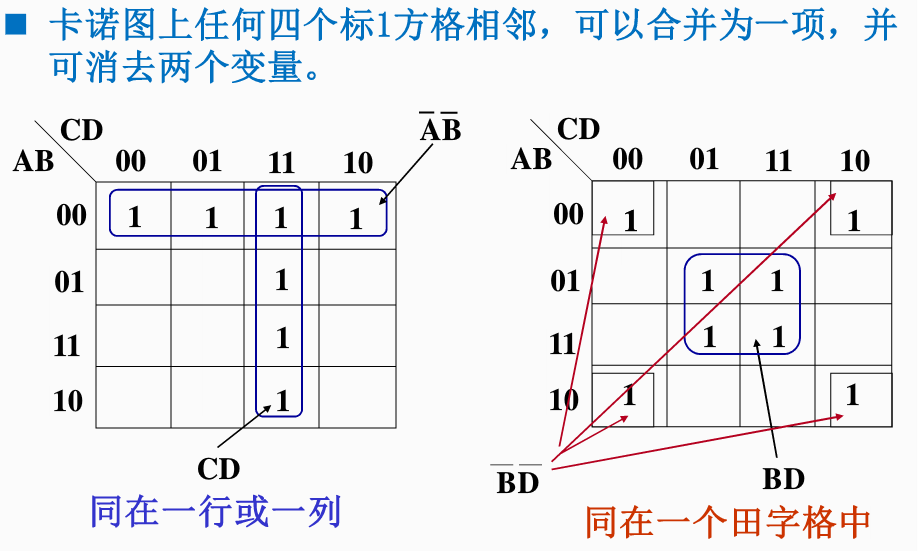 ■ 卡诺图上任何四个标1方格相邻，可以合并为一项，并
可消去两个变量。
CD
AB 00 01 11 10
A̅B̅
00 1 1 1 1
01 1
11 1
10 1
CD
同在一行或一列
CD
AB 00 01 11 10
00 1 1
01 1 1
11 1 1
10 1 1
B̅D̅
BD
同在一个田字格中